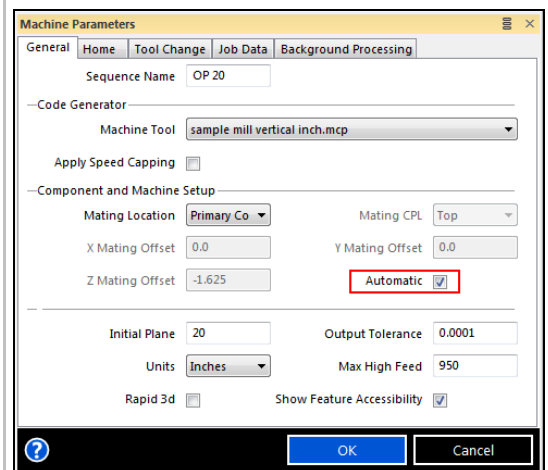 Machine Parameters
General Home Tool Change Job Data Background Processing
Sequence Name OP 20
Code Generator
Machine Tool sample mill vertical inch.mcp
Apply Speed Capping
Component and Machine Setup
Mating Location Primary Co Mating CPL Top
X Mating Offset 0.0 Y Mating Offset 0.0
Z Mating Offset -1.625 Automatic
Initial Plane 20 Output Tolerance 0.0001
Units Inches Max High Feed 950
Rapid 3d Show Feature Accessibility
? OK Cancel